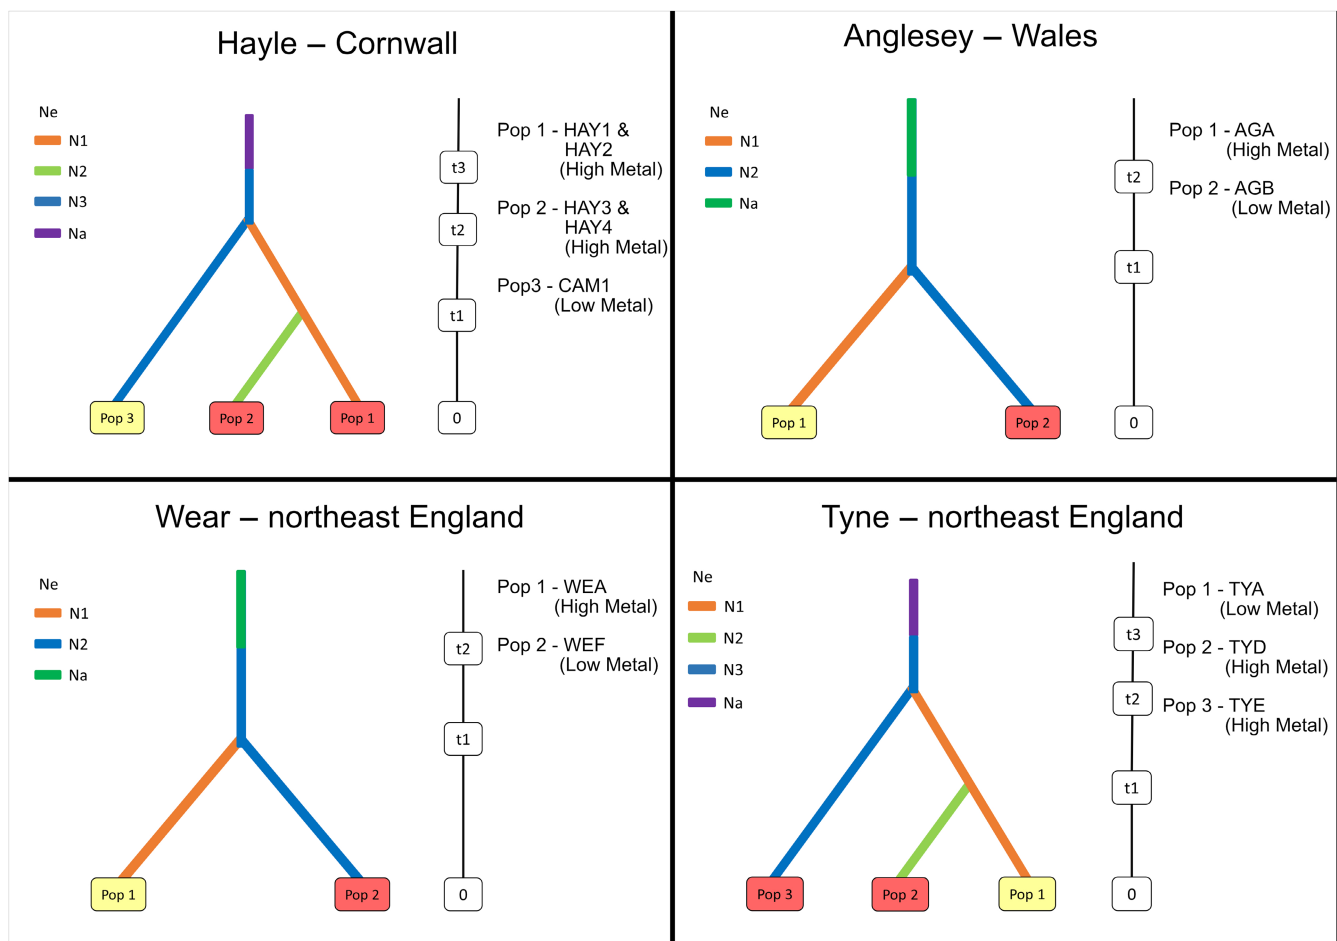 Hayle – Cornwall
Ne
N1
N2
N3
Na
t3
t2
t1
0
Pop 1 - HAY1 &
HAY2
(High Metal)
Pop 2 - HAY3 &
HAY4
(High Metal)
Pop3 - CAM1
(Low Metal)
Pop 3
Pop 2
Pop 1
Anglesey – Wales
Ne
N1
N2
Na
t2
t1
0
Pop 1 - AGA
(High Metal)
Pop 2 - AGB
(Low Metal)
Pop 1
Pop 2
Wear – northeast England
Ne
N1
N2
Na
t2
t1
0
Pop 1 - WEA
(High Metal)
Pop 2 - WEF
(Low Metal)
Pop 1
Pop 2
Tyne – northeast England
Ne
N1
N2
N3
Na
t3
t2
t1
0
Pop 1 - TYA
(Low Metal)
Pop 2 - TYD
(High Metal)
Pop 3 - TYE
(High Metal)
Pop 3
Pop 2
Pop 1